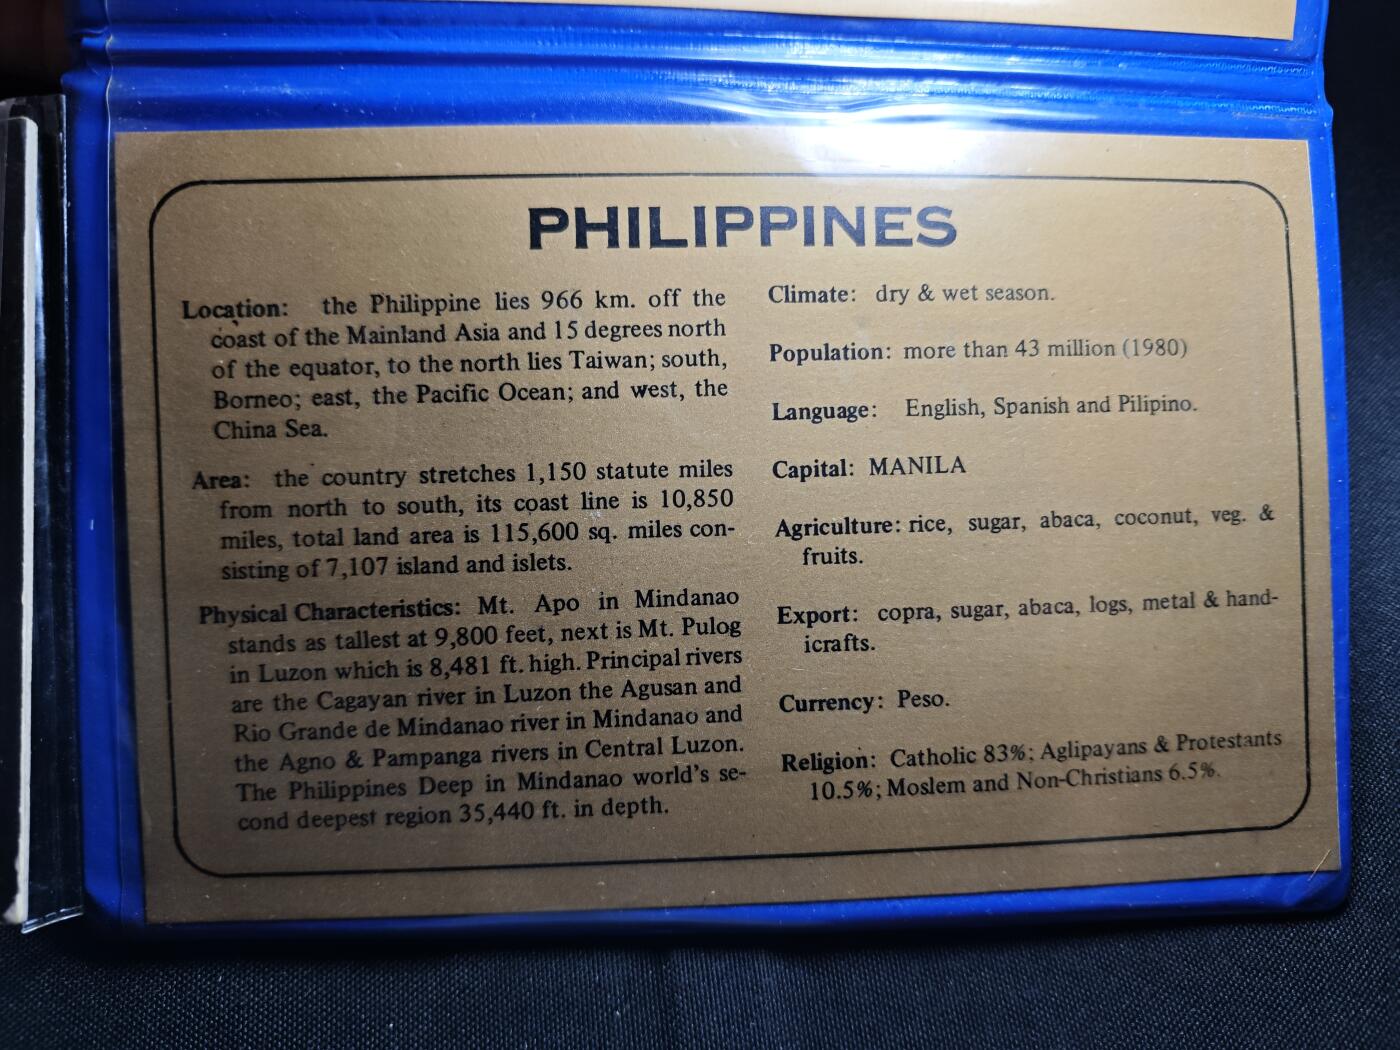 PHILIPPINES
Location: the Philippine lies 966 km. off the
coast of the Mainland Asia and 15 degrees north
of the equator, to the north lies Taiwan; south,
Borneo; east, the Pacific Ocean; and west, the
China Sea.
Area: the country stretches 1,150 statute miles
from north to south, its coast line is 10,850
miles, total land area is 115,600 sq. miles con-
sisting of 7,107 island and islets.
Physical Characteristics: Mt. Apo in Mindanao
stands as tallest at 9,800 feet, next is Mt. Pulog
in Luzon which is 8,481 ft. high. Principal rivers
are the Cagayan river in Luzon the Agusan and
Rio Grande de Mindanao river in Mindanao and
the Agno & Pampanga rivers in Central Luzon.
The Philippines Deep in Mindanao world's se-
cond deepest region 35,440 ft. in depth.
Climate: dry & wet season.
Population: more than 43 million (1980)
Language: English, Spanish and Pilipino.
Capital: MANILA
Agriculture: rice, sugar, abaca, coconut, veg. &
fruits.
Export: copra, sugar, abaca, logs, metal & hand-
icrafts.
Currency: Peso.
Religion: Catholic 83%; Aglipayans & Protestants
10.5%; Moslem and Non-Christians 6.5%.